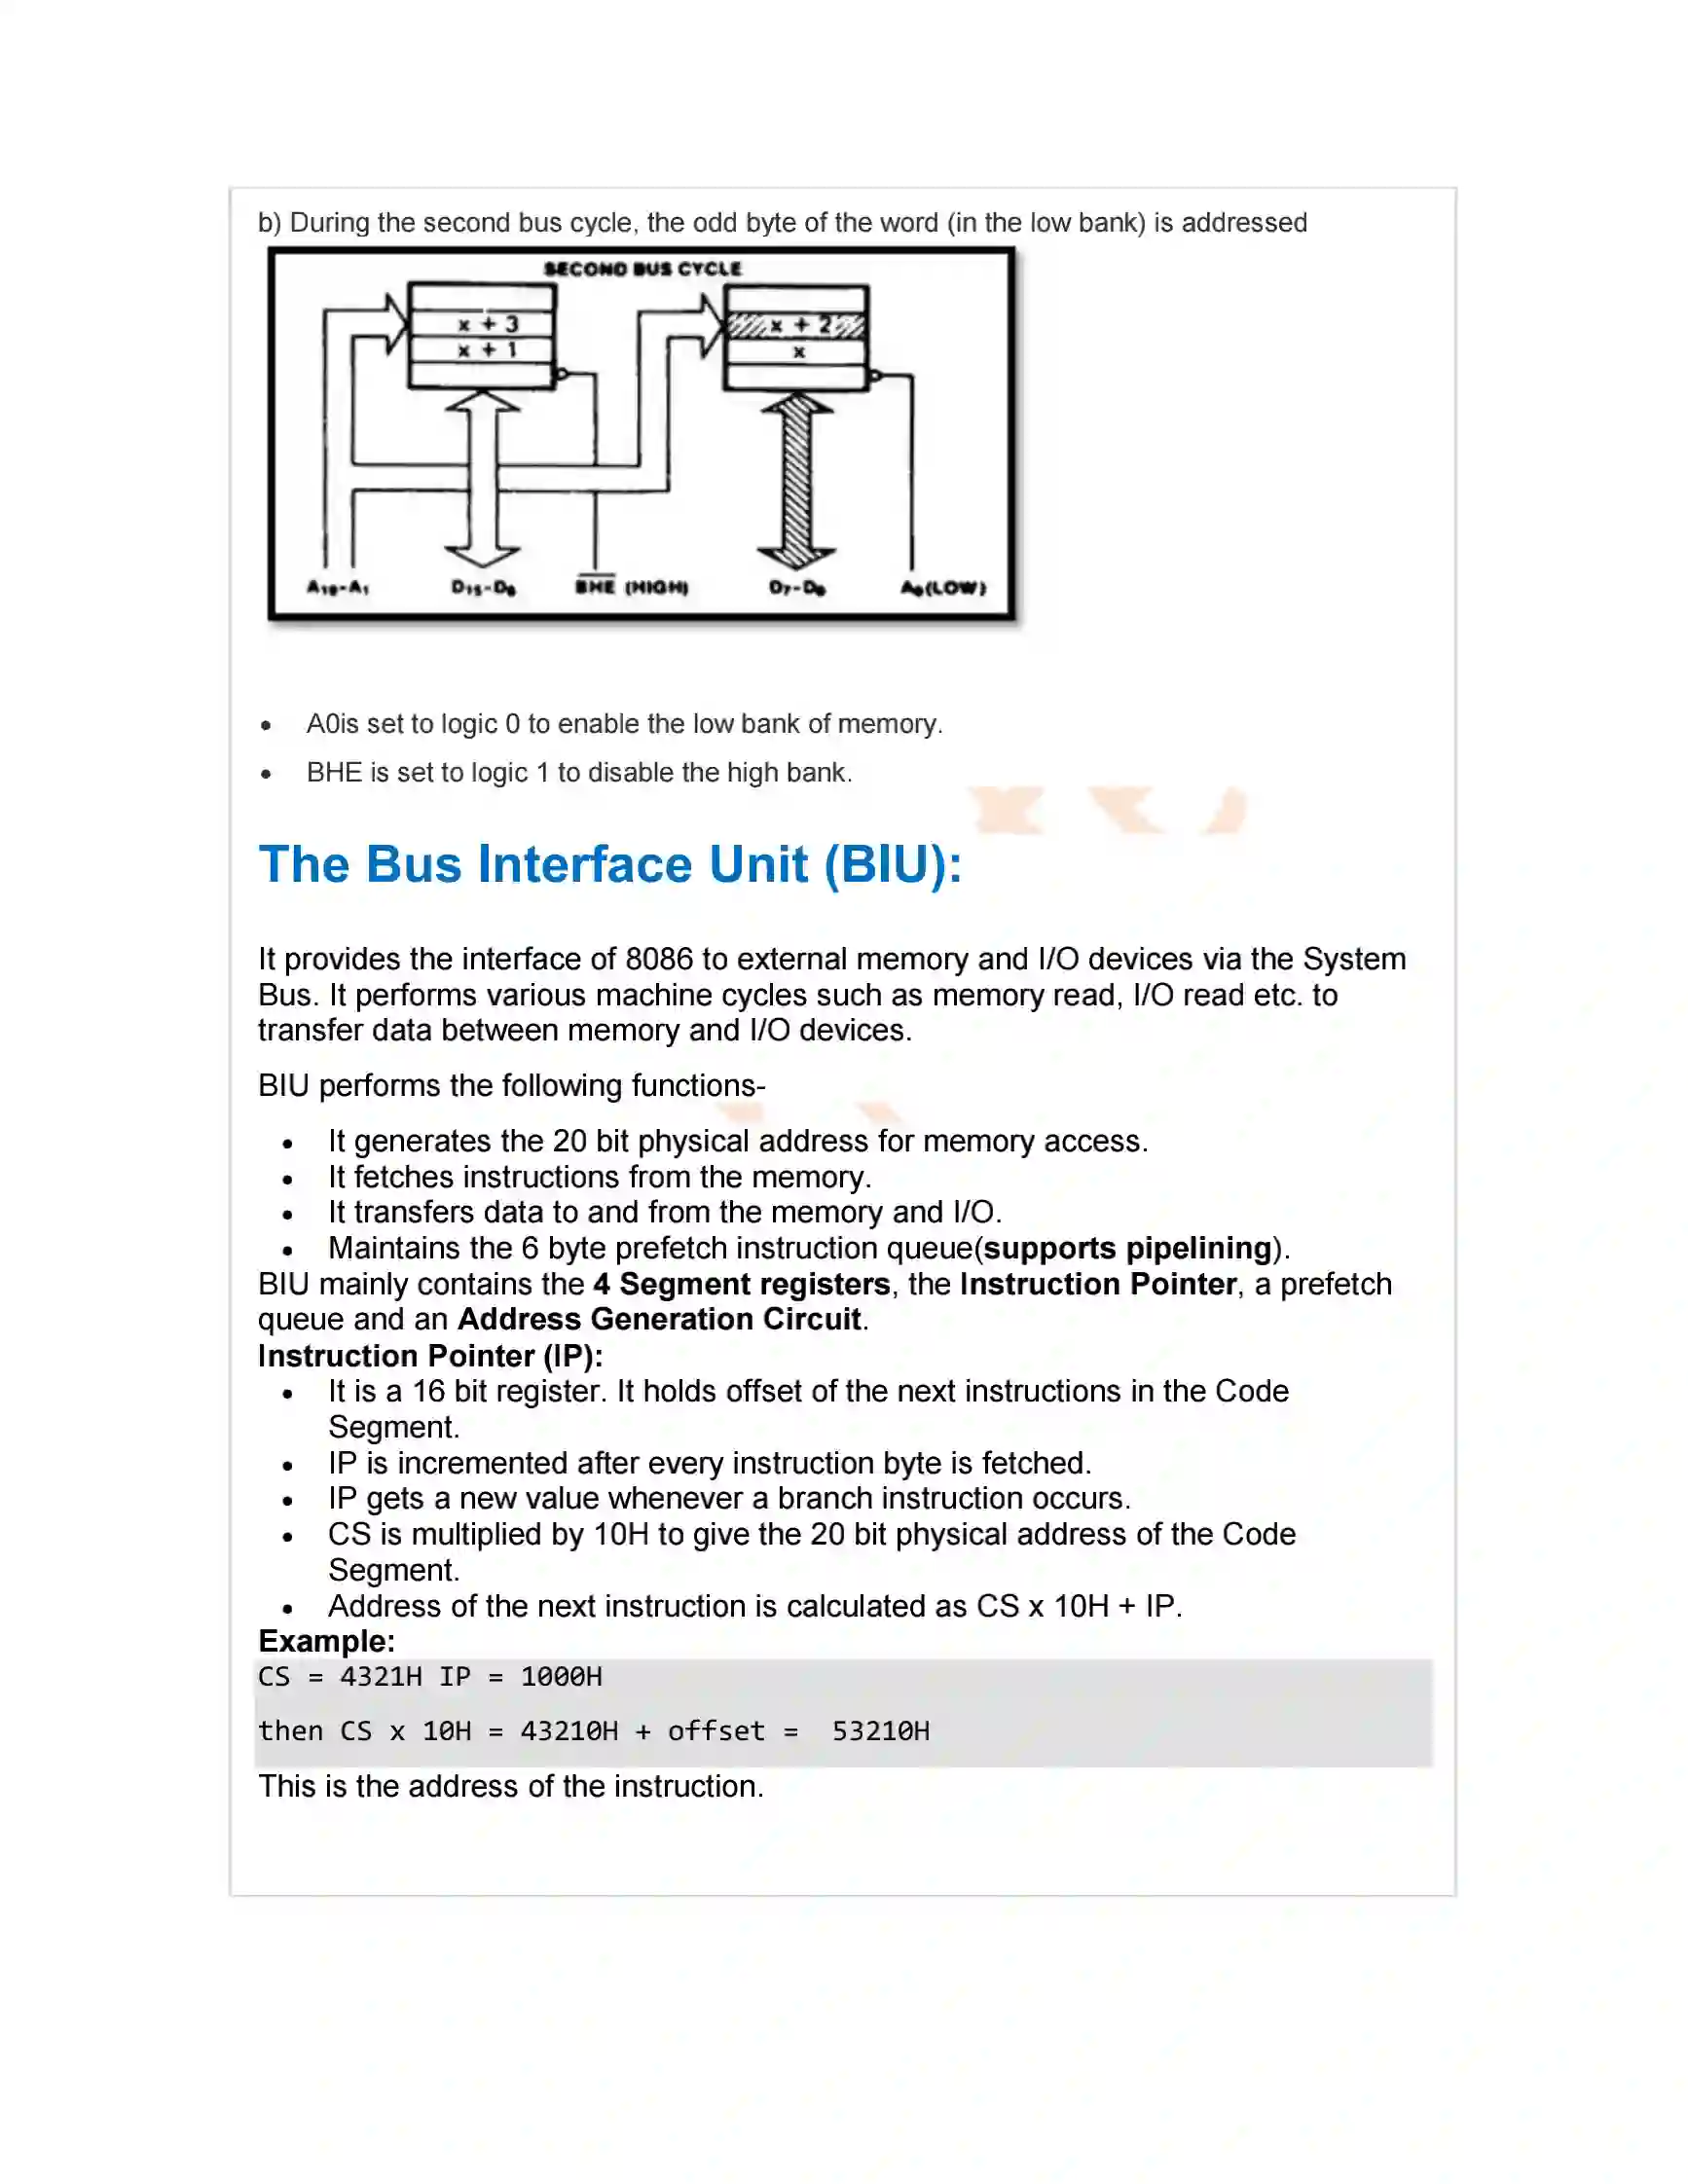 b) During the second bus cycle, the odd byte of the word (in the low bank) is addressed
SECOND BUS CYCLE
x + 3
x + 2
x + 1
x
A19-A1
D15-D8
BHE (HIGH)
D7-D0
A0(LOW)
• A0is set to logic 0 to enable the low bank of memory.
• BHE is set to logic 1 to disable the high bank.
The Bus Interface Unit (BIU):
It provides the interface of 8086 to external memory and I/O devices via the System
Bus. It performs various machine cycles such as memory read, I/O read etc. to
transfer data between memory and I/O devices.
BIU performs the following functions-
• It generates the 20 bit physical address for memory access.
• It fetches instructions from the memory.
• It transfers data to and from the memory and I/O.
• Maintains the 6 byte prefetch instruction queue(supports pipelining).
BIU mainly contains the 4 Segment registers, the Instruction Pointer, a prefetch
queue and an Address Generation Circuit.
Instruction Pointer (IP):
• It is a 16 bit register. It holds offset of the next instructions in the Code
Segment.
• IP is incremented after every instruction byte is fetched.
• IP gets a new value whenever a branch instruction occurs.
• CS is multiplied by 10H to give the 20 bit physical address of the Code
Segment.
• Address of the next instruction is calculated as CS x 10H + IP.
Example:
CS = 4321H IP = 1000H
then CS x 10H = 43210H + offset = 53210H
This is the address of the instruction.